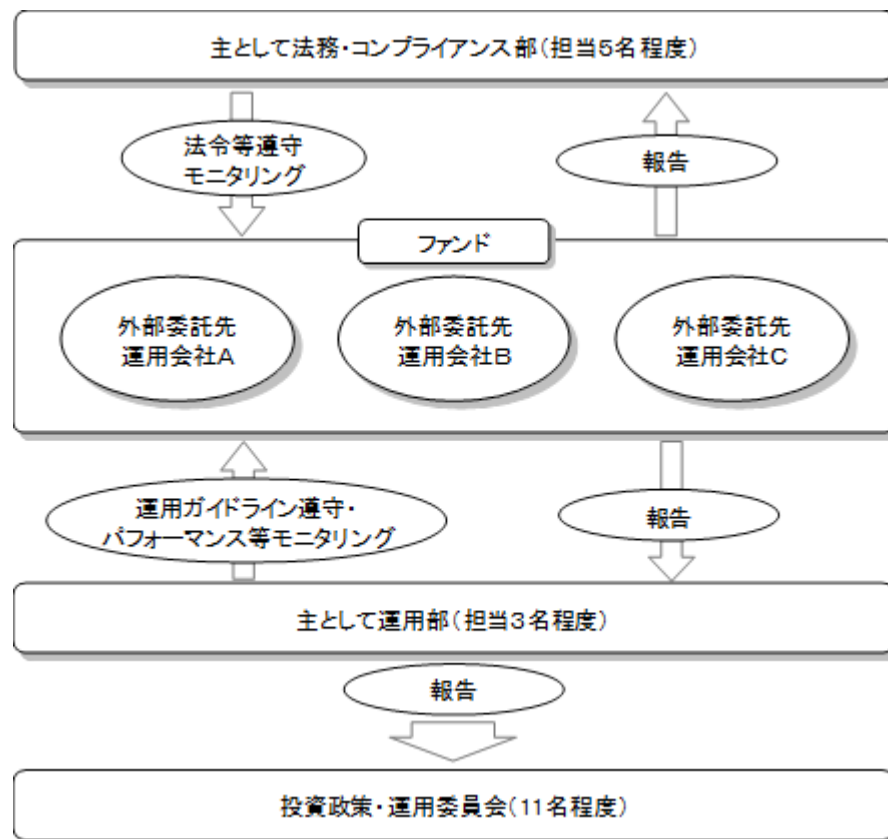 主として法務・コンプライアンス部(担当5名程度)
法令等遵守
モニタリング
報告
ファンド
外部委託先
運用会社A
外部委託先
運用会社B
外部委託先
運用会社C
運用ガイドライン遵守・
パフォーマンス等モニタリング
報告
主として運用部(担当3名程度)
報告
投資政策・運用委員会(11名程度)